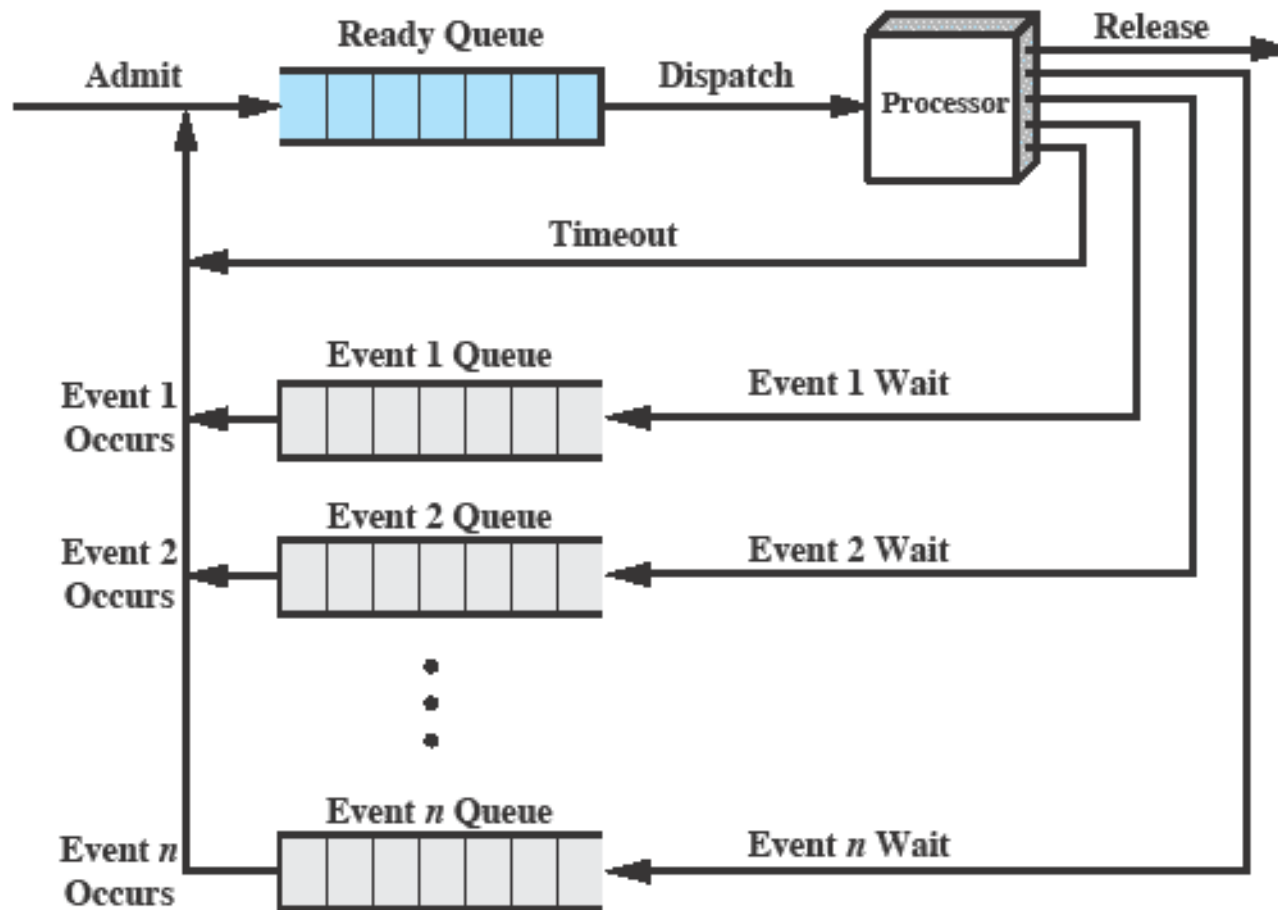 Ready Queue
Release
Admit
Dispatch
Processor
Timeout
Event 1 Queue
Event 1 Wait
Event 1
Occurs
Event 2 Queue
Event 2 Wait
Event 2
Occurs
Event n Queue
Event n Wait
Event n
Occurs